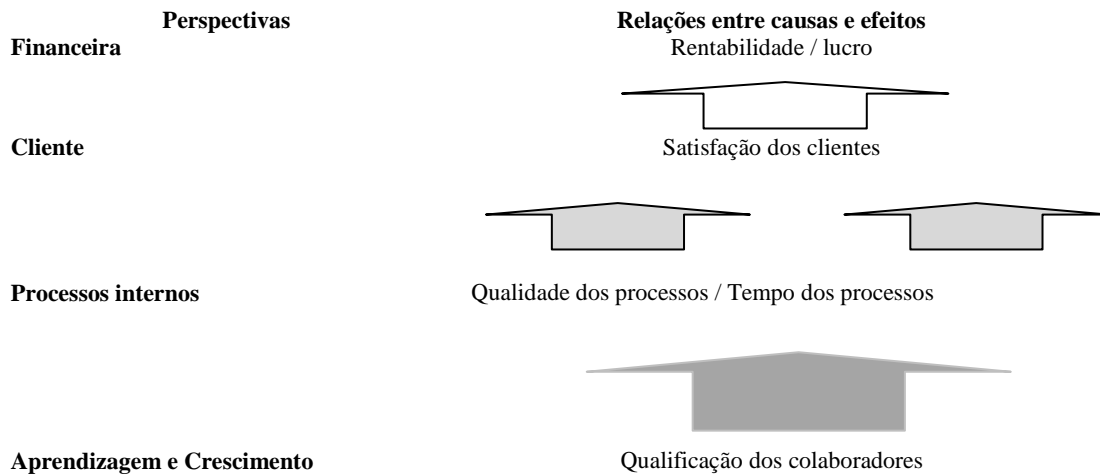 Perspectivas Relações entre causas e efeitos
Financeira Rentabilidade / lucro
Cliente Satisfação dos clientes
Processos internos Qualidade dos processos / Tempo dos processos
Aprendizagem e Crescimento Qualificação dos colaboradores